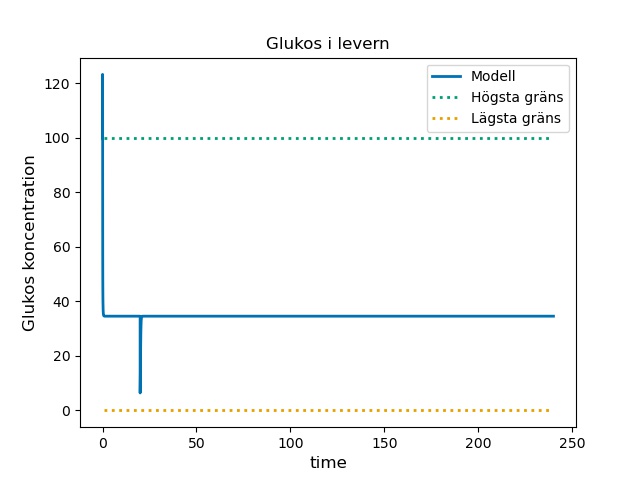 Glukos i levern
Modell
Högsta gräns
Lägsta gräns
Glukos koncentration
120
100
80
60
40
20
0
0 50 100 150 200 250
time